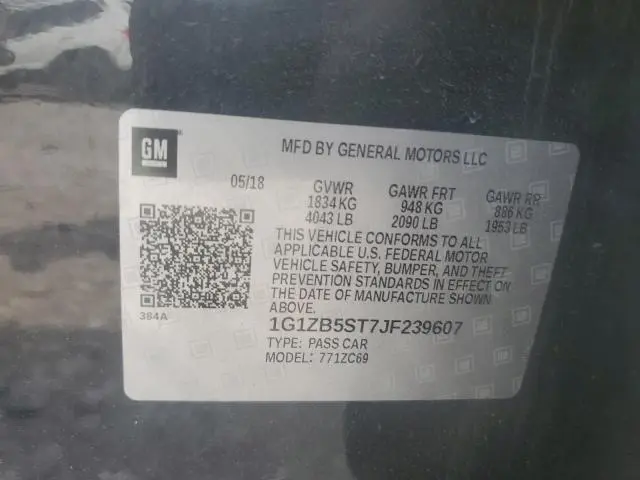 GM
MFD BY GENERAL MOTORS LLC
05/18 GVWR GAWR FRT GAWR RR
1834 KG 948 KG 886 KG
4043 LB 2090 LB 1953 LB
THIS VEHICLE CONFORMS TO ALL
APPLICABLE U.S. FEDERAL MOTOR
VEHICLE SAFETY, BUMPER, AND THEFT
PREVENTION STANDARDS IN EFFECT ON
THE DATE OF MANUFACTURE SHOWN
ABOVE.
384A
1G1ZB5ST7JF239607
TYPE: PASS CAR
MODEL: 771ZC69